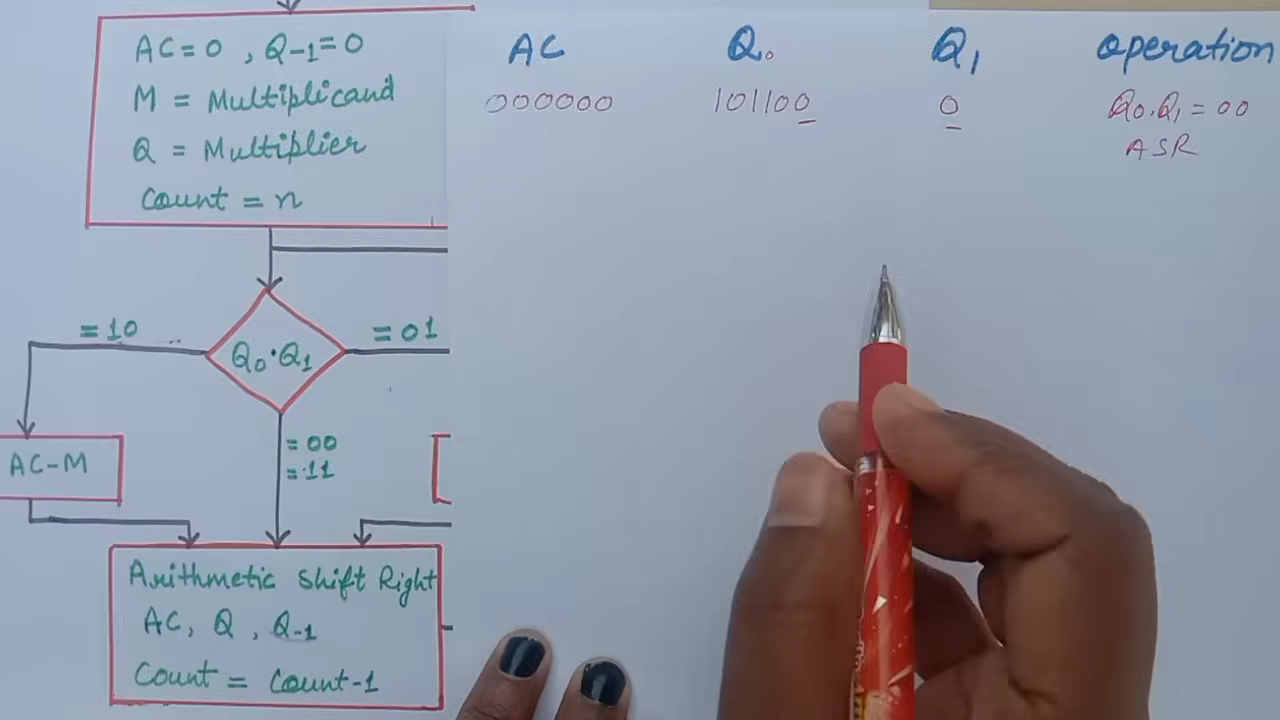 AC = 0 , Q-1 = 0
M = Multiplicand
Q = Multiplier
Count = n
= 10
Q0·Q1
= 01
= 00
= 11
AC-M
Arithmetic Shift Right
AC, Q, Q-1
Count = Count-1
AC Q0 Q1 operation
000000 101100 0 Q0.Q1 = 00
ASR